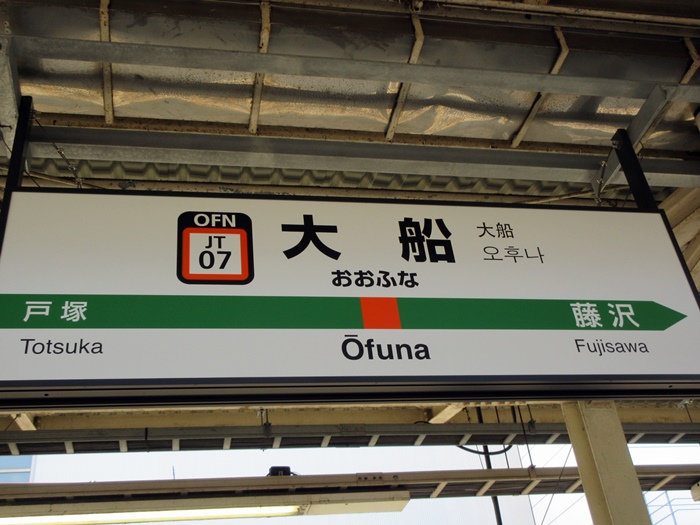 OFN
JT
07
大船
おおふな
大船
오후나
戸塚
藤沢
Totsuka
Ōfuna
Fujisawa